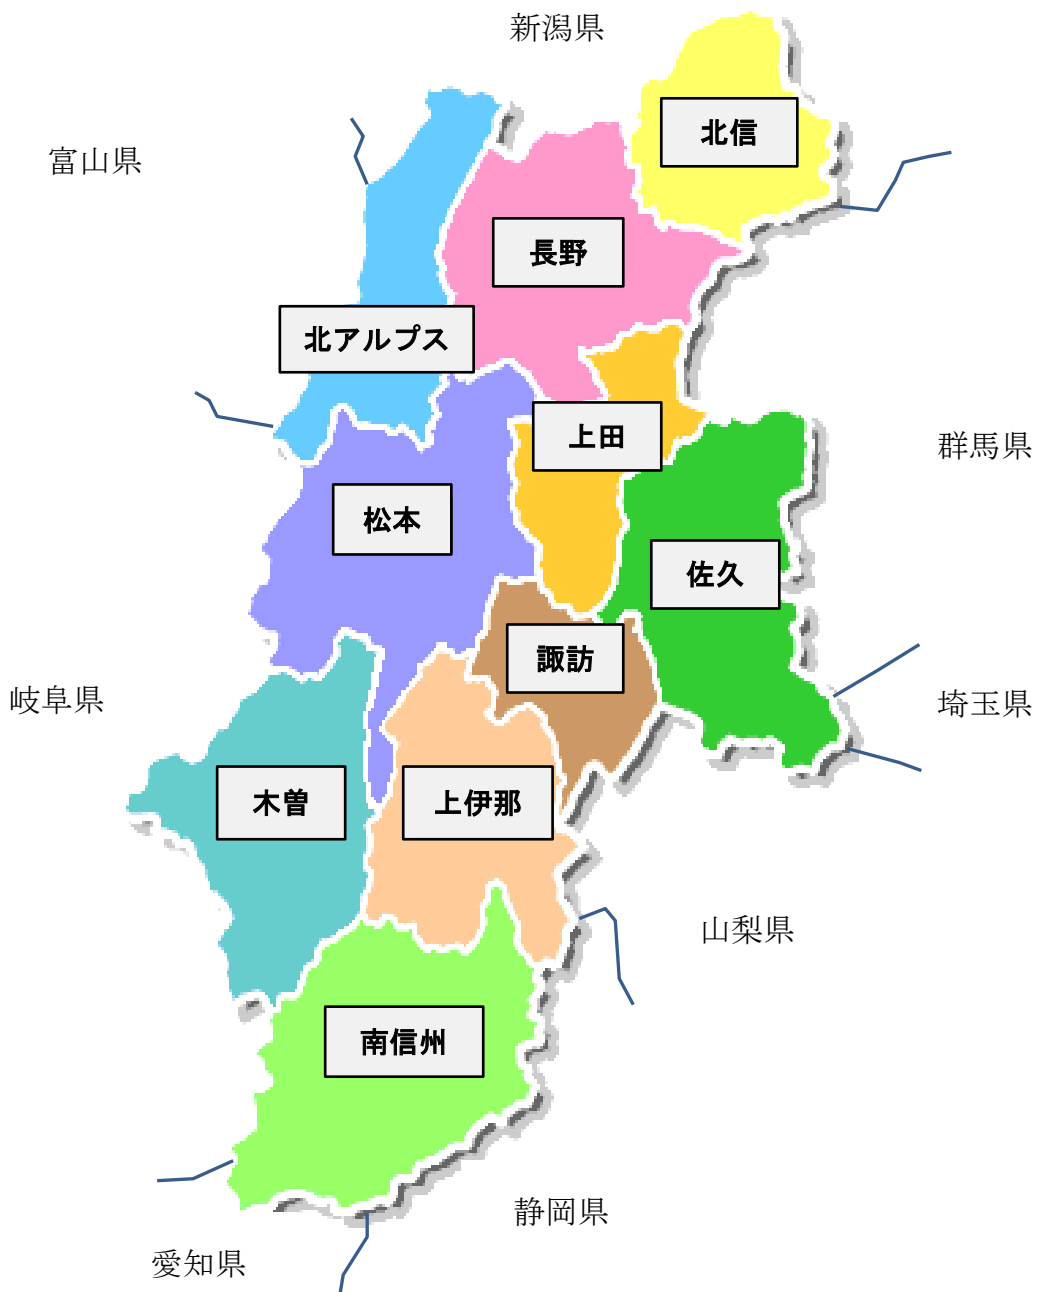 新潟県
北信
富山県
長野
北アルプス
上田
群馬県
松本
佐久
諏訪
岐阜県
埼玉県
木曽
上伊那
山梨県
南信州
静岡県
愛知県